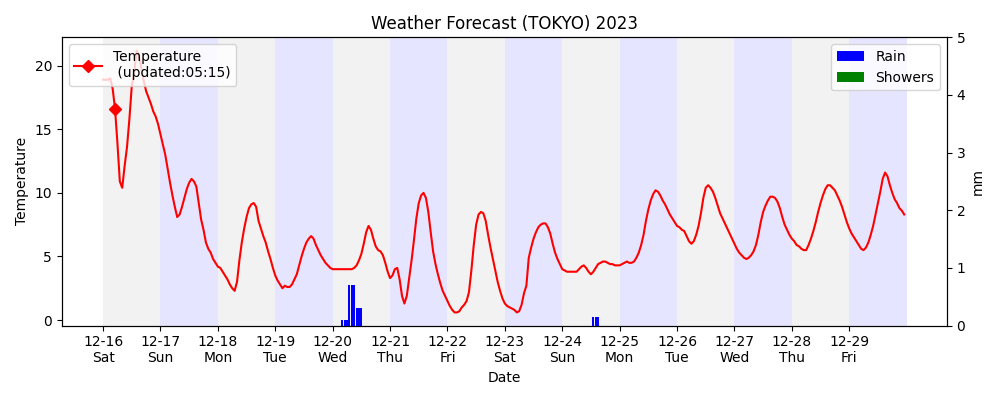 Weather Forecast (TOKYO) 2023
Temperature
(updated:05:15)
Rain
Showers
Temperature
20
15
10
5
0
5
4
3
2
1
0
mm
12-16 12-17 12-18 12-19 12-20 12-21 12-22 12-23 12-24 12-25 12-26 12-27 12-28 12-29
Sat Sun Mon Tue Wed Thu Fri Sat Sun Mon Tue Wed Thu Fri
Date